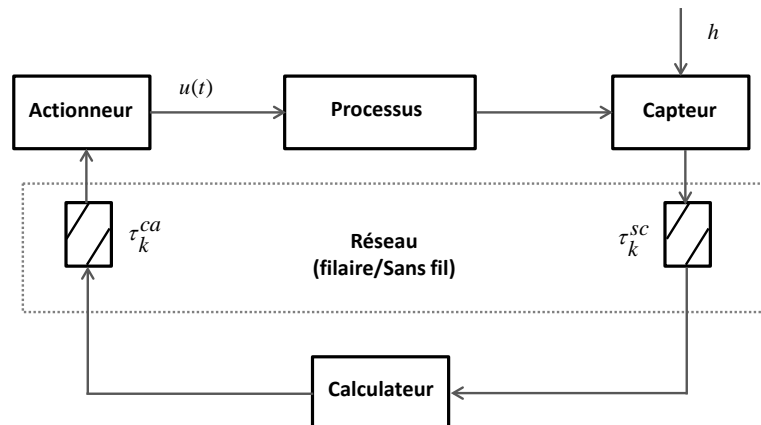 h
u(t)
Actionneur
Processus
Capteur
τ_k^{ca}
Réseau
(filaire/Sans fil)
τ_k^{sc}
Calculateur